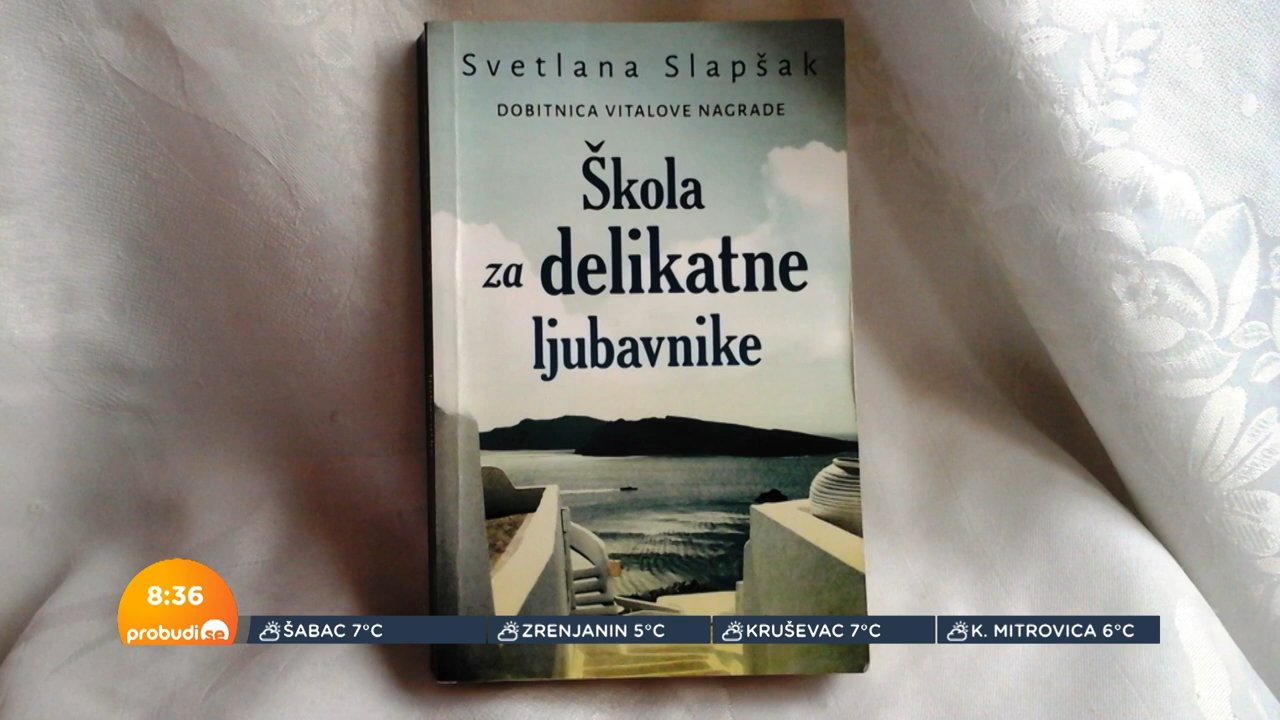 Svetlana Slapšak
DOBITNICA VITALOVE NAGRADE
Škola
za delikatne
ljubavnike
8:36
probudi se
ŠABAC 7°C
ZRENJANIN 5°C
KRUŠEVAC 7°C
K. MITROVICA 6°C